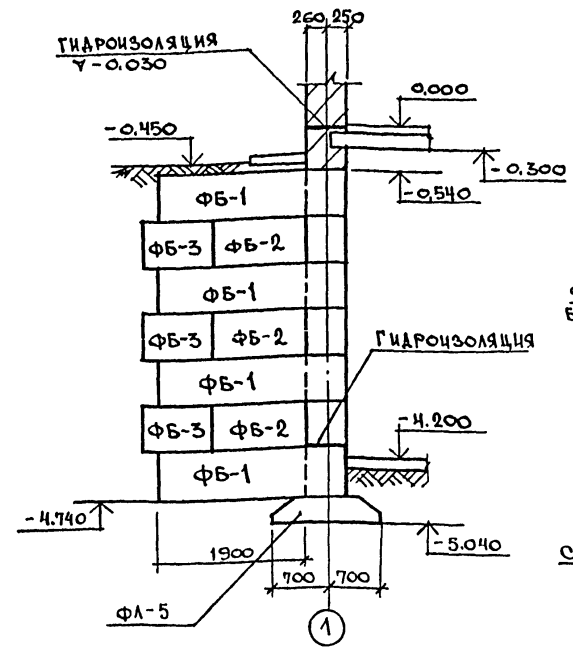 260 250
ГИДРОИЗОЛЯЦИЯ
-0.030
0.000
-0.450
-0.300
-0.540
ФБ-1
ФБ-3 ФБ-2
ФБ-1
ФБ-3 ФБ-2
ГИДРОИЗОЛЯЦИЯ
ФБ-1
ФБ-3 ФБ-2
-4.200
ФБ-1
-4.740
-5.040
1900
700 700
ФЛ-5
1